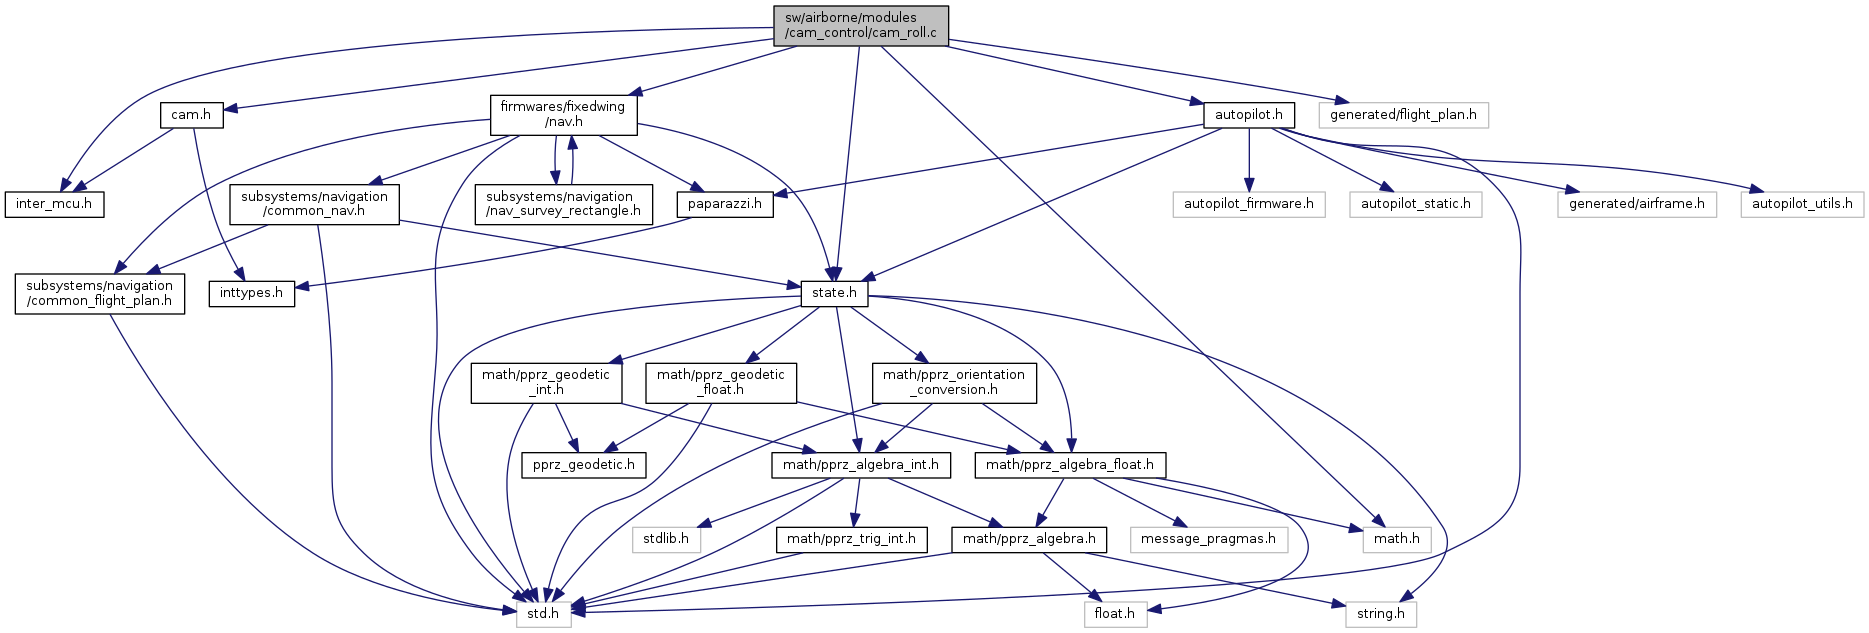 sw/airborne/modules
/cam_control/cam_roll.c
cam.h
firmwares/fixedwing
/nav.h
autopilot.h
generated/flight_plan.h
inter_mcu.h
subsystems/navigation
/common_nav.h
subsystems/navigation
/nav_survey_rectangle.h
paparazzi.h
autopilot_firmware.h
autopilot_static.h
generated/airframe.h
autopilot_utils.h
subsystems/navigation
/common_flight_plan.h
inttypes.h
state.h
math/pprz_geodetic
_int.h
math/pprz_geodetic
_float.h
math/pprz_orientation
_conversion.h
pprz_geodetic.h
math/pprz_algebra_int.h
math/pprz_algebra_float.h
stdlib.h
math/pprz_trig_int.h
math/pprz_algebra.h
message_pragmas.h
math.h
std.h
float.h
string.h